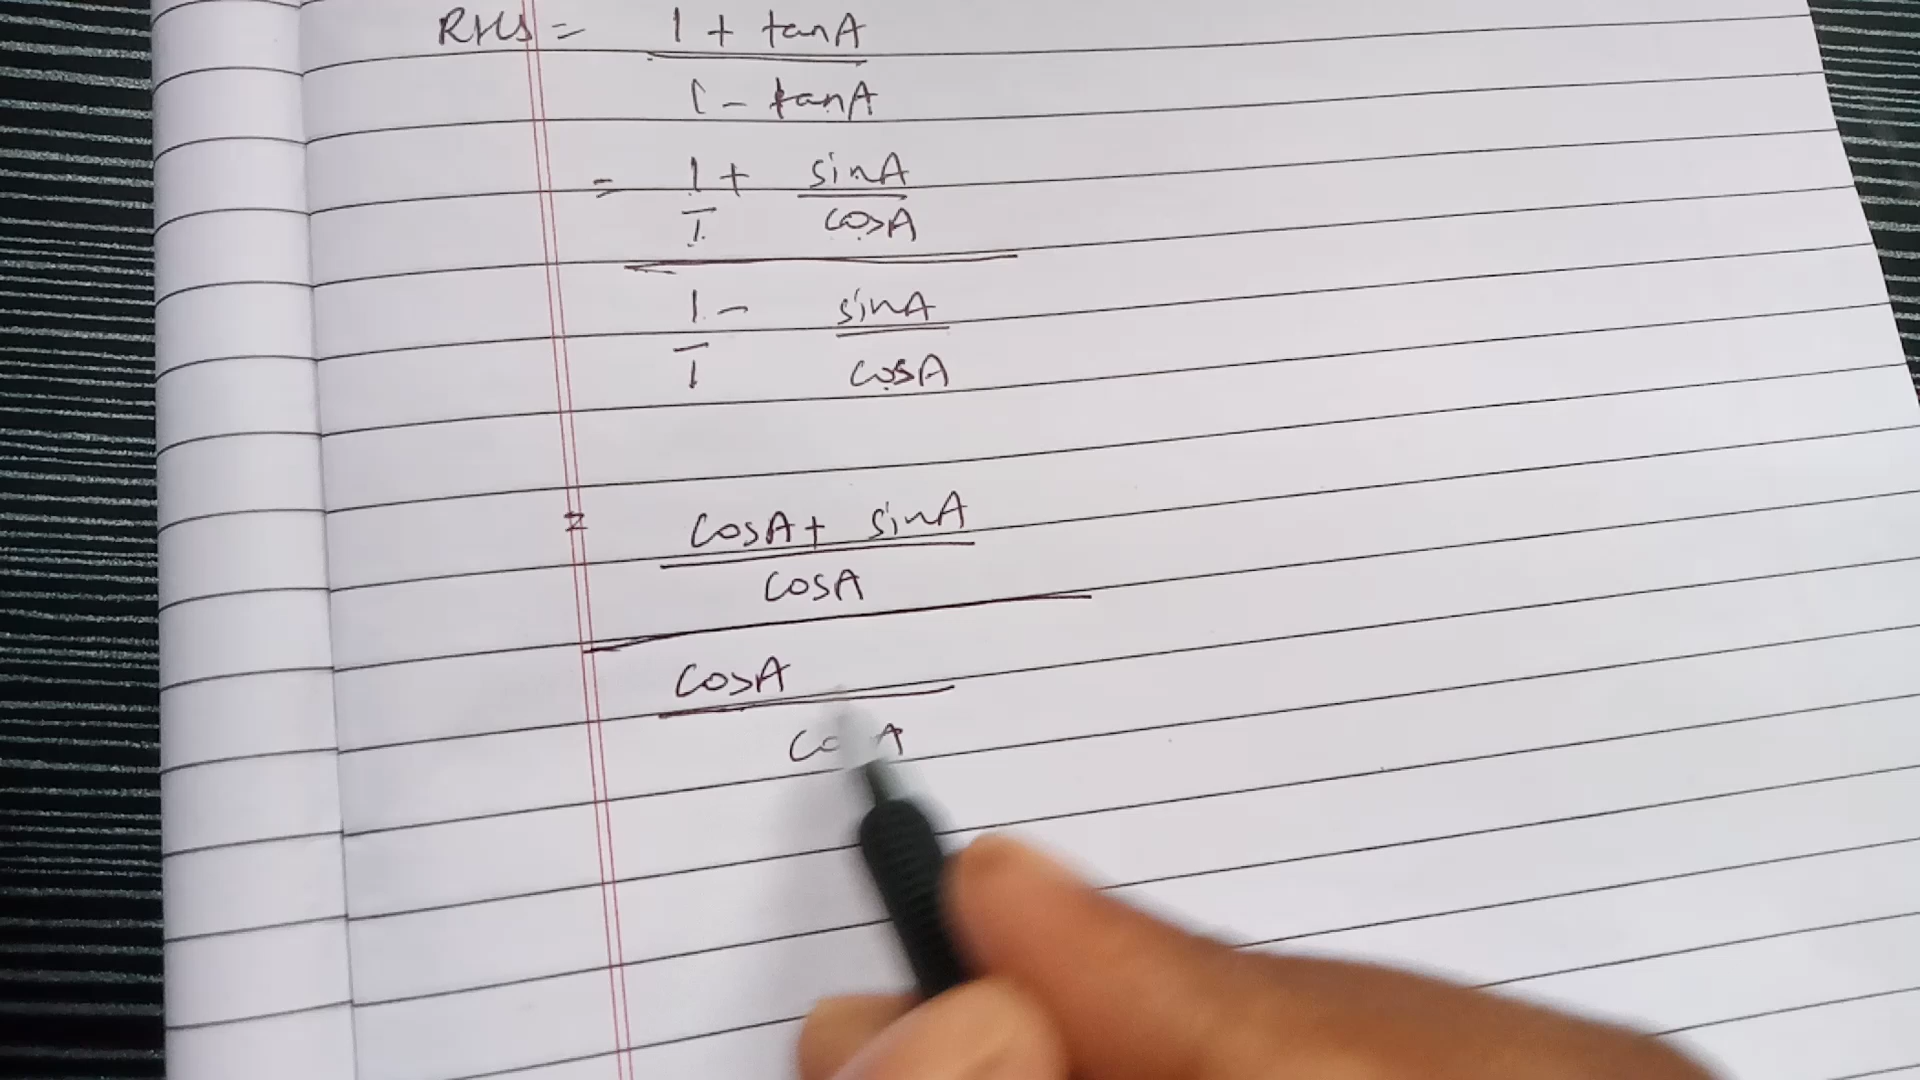 RHS = 1 + tanA
1 - tanA
= 1 + sinA
1 cosA
1 - sinA
1 cosA
= cosA + sinA
cosA
cosA